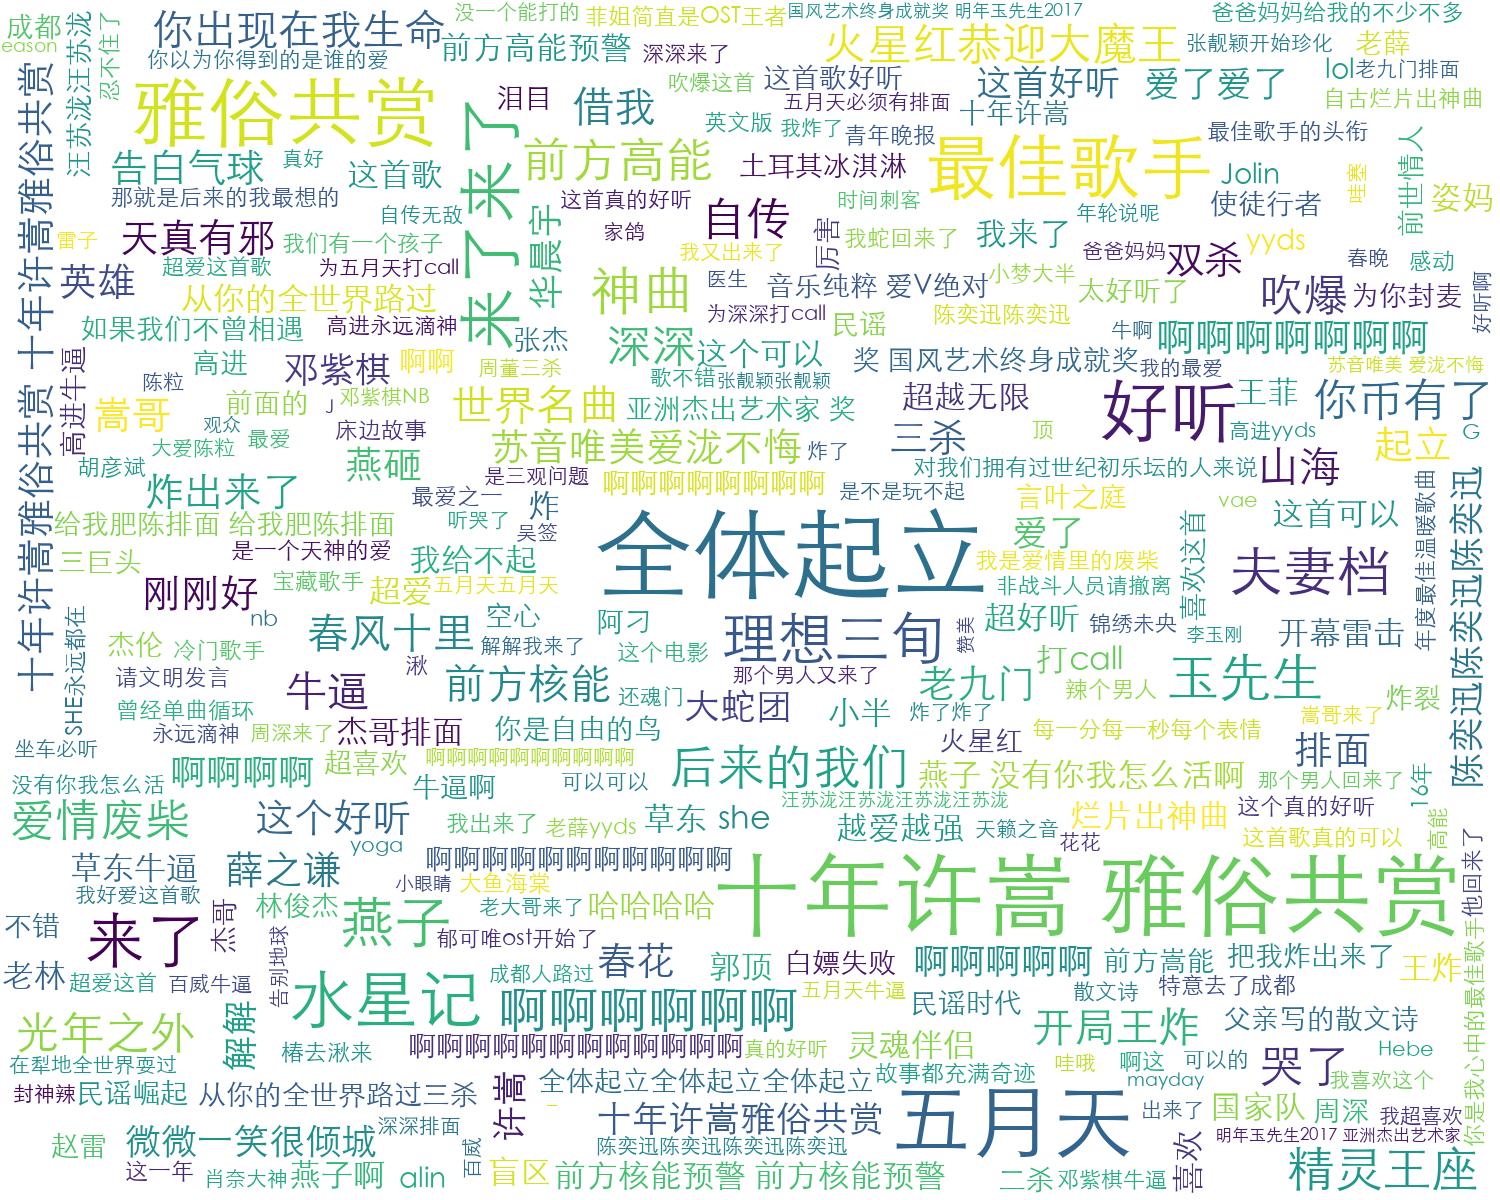 成都
eason
汪苏泷汪苏泷
忍不住了
你出现在我生命
没一个能打的
菲姐简直是OST王者
国风艺术终身成就奖 明年玉先生2017
爸爸妈妈给我的不少不多
前方高能预警
深深来了
火星红恭迎大魔王
张靓颖开始珍化
老薛
你以为你得到的是谁的爱
雅俗共赏
来了来了
泪目
借我
吹爆这首
这首歌好听
这首好听
爱了爱了
lol
老九门排面
五月天必须有排面
十年许嵩
自古烂片出神曲
英文版
我炸了
青年晚报
最佳歌手的头衔
告白气球
真好
这首歌
前方高能
土耳其冰淇淋
最佳歌手
Jolin
哇塞
前世情人
姿妈
那就是后来的我最想的
这首真的好听
时间刺客
使徒行者
自传无敌
自传
年轮说呢
雷子
天真有邪
我们有一个孩子
华晨宇
家鸽
我又出来了
厉害
我蛇回来了
我来了
爸爸妈妈
双杀
yyds
春晚
感动
好听啊
英雄
超爱这首歌
为五月天打call
神曲
医生
音乐纯粹 爱V绝对
小梦大半
太好听了
吹爆
为你封麦
从你的全世界路过
为深深打call
民谣
陈奕迅陈奕迅
如果我们不曾相遇
高进永远滴神
张杰
深深
这个可以
牛啊
啊啊啊啊啊啊啊
十年许嵩雅俗共赏 十年许嵩雅俗共赏
高进牛逼
高进
邓紫棋
啊啊
周董三杀
奖 国风艺术终身成就奖
我的最爱
苏音唯美 爱泷不悔
陈粒
歌不错
张靓颖张靓颖
嵩哥
前面的
J
邓紫棋NB
世界名曲
亚洲杰出艺术家 奖
超越无限
好听
王菲
你币有了
观众
大爱陈粒
最爱
床边故事
苏音唯美爱泷不悔
炸了
三杀
顶
高进yyds
起立
G
胡彦斌
燕砸
是三观问题
对我们拥有过世纪初乐坛的人来说
山海
炸出来了
最爱之一
炸
啊啊啊啊啊啊啊啊
是不是玩不起
言叶之庭
vae
年度最佳温暖歌曲
陈奕迅陈奕迅陈奕迅
给我肥陈排面 给我肥陈排面
听哭了
吴签
全体起立
爱了
喜欢这首
这首可以
三巨头
是一个天神的爱
我给不起
我是爱情里的废柴
夫妻档
刚刚好
宝藏歌手
超爱
五月天五月天
非战斗人员请撤离
nb
空心
阿刁
理想三旬
超好听
锦绣未央
SHE永远都在
杰伦
冷门歌手
春风十里
解解我来了
这个电影
赞美
李玉刚
开幕雷击
请文明发言
湫
那个男人又来了
打call
牛逼
前方核能
还魂门
大蛇团
小半
老九门
辣个男人
玉先生
炸裂
曾经单曲循环
炸了炸了
嵩哥来了
坐车必听
永远滴神
周深来了
杰哥排面
你是自由的鸟
火星红
每一分每一秒每个表情
排面
没有你我怎么活
啊啊啊啊
超喜欢
啊啊啊啊啊啊啊啊啊
后来的我们
燕子 没有你我怎么活啊
那个男人回来了
16年
牛逼啊
可以可以
爱情废柴
这个好听
汪苏泷汪苏泷汪苏泷汪苏泷
烂片出神曲
这个真的好听
高能
我出来了
老薛yyds
草东
she
越爱越强
天籁之音
花花
这首歌真的可以
yoga
草东牛逼
薛之谦
啊啊啊啊啊啊啊啊啊啊啊
十年许嵩 雅俗共赏
他回来了
我好爱这首歌
小眼睛
大鱼海棠
不错
来了
杰哥
林俊杰
燕子
老大哥来了
哈哈哈哈
郁可唯ost开始了
老林
超爱这首
百威牛逼
告别地球
水星记
成都人路过
春花
郭顶
白嫖失败
啊啊啊啊啊
前方嵩能
把我炸出来了
王炸
五月天牛逼
散文诗
特意去了成都
你是我心中的最佳歌手
光年之外
解解
啊啊啊啊啊啊
民谣时代
父亲写的散文诗
椿去湫来
啊啊啊啊啊啊啊啊啊啊啊啊
真的好听
灵魂伴侣
开局王炸
Hebe
在犁地全世界耍过
哇哦
啊这
可以的
哭了
封神辣
民谣崛起
从你的全世界路过三杀
许嵩
全体起立全体起立全体起立
故事都充满奇迹
mayday
我喜欢这个
十年许嵩雅俗共赏
五月天
出来了
国家队
周深
我超喜欢
赵雷
微微一笑很倾城
深深排面
百威
陈奕迅陈奕迅陈奕迅陈奕迅
喜欢
明年玉先生2017 亚洲杰出艺术家
这一年
肖奈大神
燕子啊
alin
盲区
前方核能预警 前方核能预警
二杀
邓紫棋牛逼
精灵王座